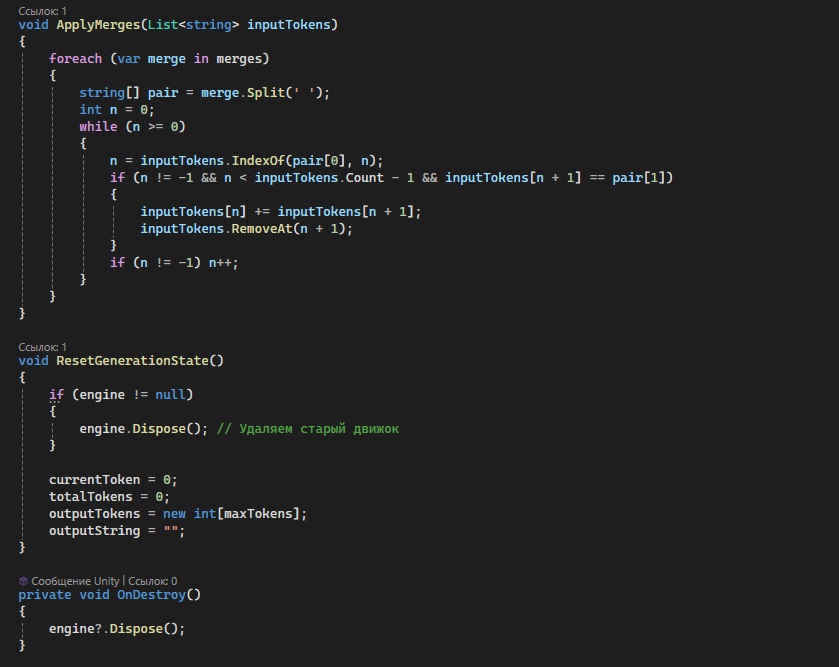 Ссылок: 1
void ApplyMerges(List<string> inputTokens)
{
    foreach (var merge in merges)
    {
        string[] pair = merge.Split(' ');
        int n = 0;
        while (n >= 0)
        {
            n = inputTokens.IndexOf(pair[0], n);
            if (n != -1 && n < inputTokens.Count - 1 && inputTokens[n + 1] == pair[1])
            {
                inputTokens[n] += inputTokens[n + 1];
                inputTokens.RemoveAt(n + 1);
            }
            if (n != -1) n++;
        }
    }
}
Ссылок: 1
void ResetGenerationState()
{
    if (engine != null)
    {
        engine.Dispose(); // Удаляем старый движок
    }
    currentToken = 0;
    totalTokens = 0;
    outputTokens = new int[maxTokens];
    outputString = "";
}
Сообщение Unity | Ссылок: 0
private void OnDestroy()
{
    engine?.Dispose();
}